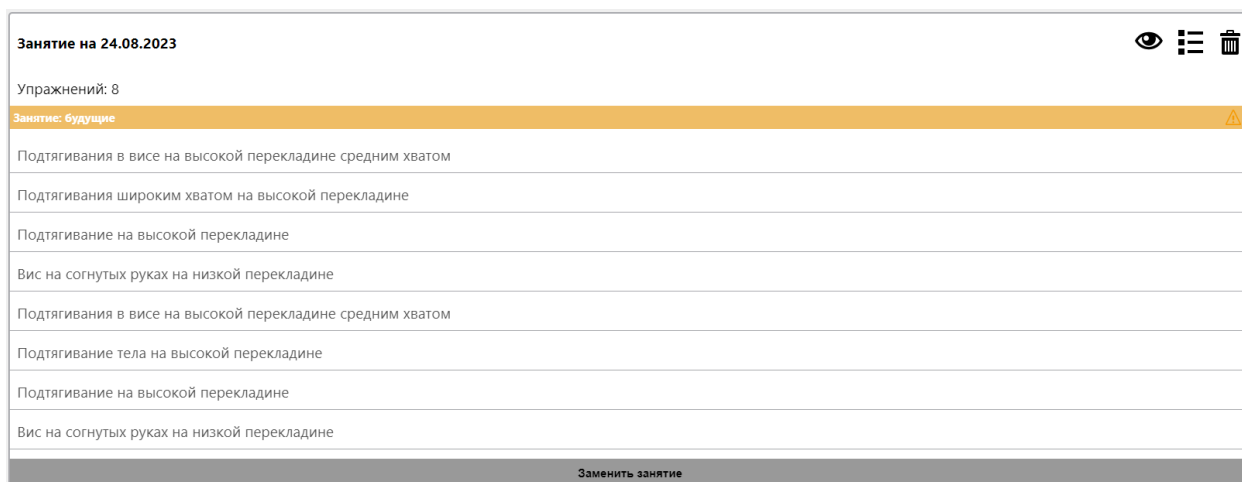 Занятие на 24.08.2023
Упражнений: 8
Занятие: будущие
Подтягивания в висе на высокой перекладине средним хватом
Подтягивания широким хватом на высокой перекладине
Подтягивание на высокой перекладине
Вис на согнутых руках на низкой перекладине
Подтягивания в висе на высокой перекладине средним хватом
Подтягивание тела на высокой перекладине
Подтягивание на высокой перекладине
Вис на согнутых руках на низкой перекладине
Заменить занятие